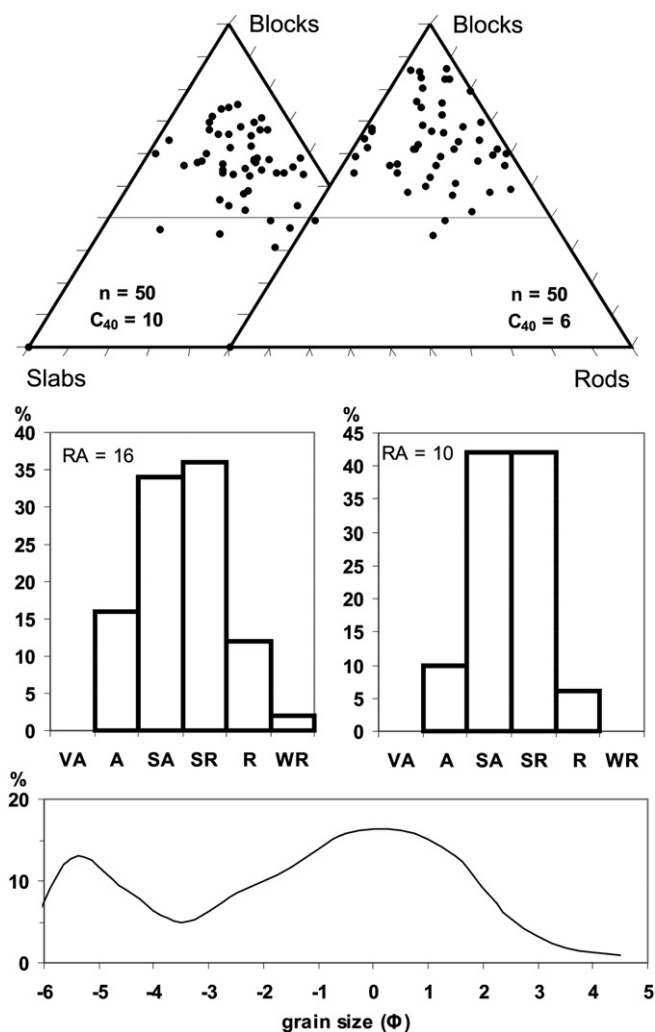 Blocks Blocks
n = 50 n = 50
C₄₀ = 10 C₄₀ = 6
Slabs Rods
% %
40 45
RA = 16 RA = 10
35 40
30 35
25 30
20 25
15 20
10 15
5 10
0 5
0
VA A SA SR R WR VA A SA SR R WR
%
20
10
0
-6 -5 -4 -3 -2 -1 0 1 2 3 4 5
grain size (Φ)